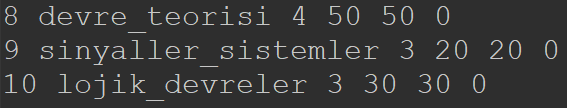 8 devre_teorisi 4 50 50 0
9 sinyaller_sistemler 3 20 20 0
10 lojik_devreler 3 30 30 0